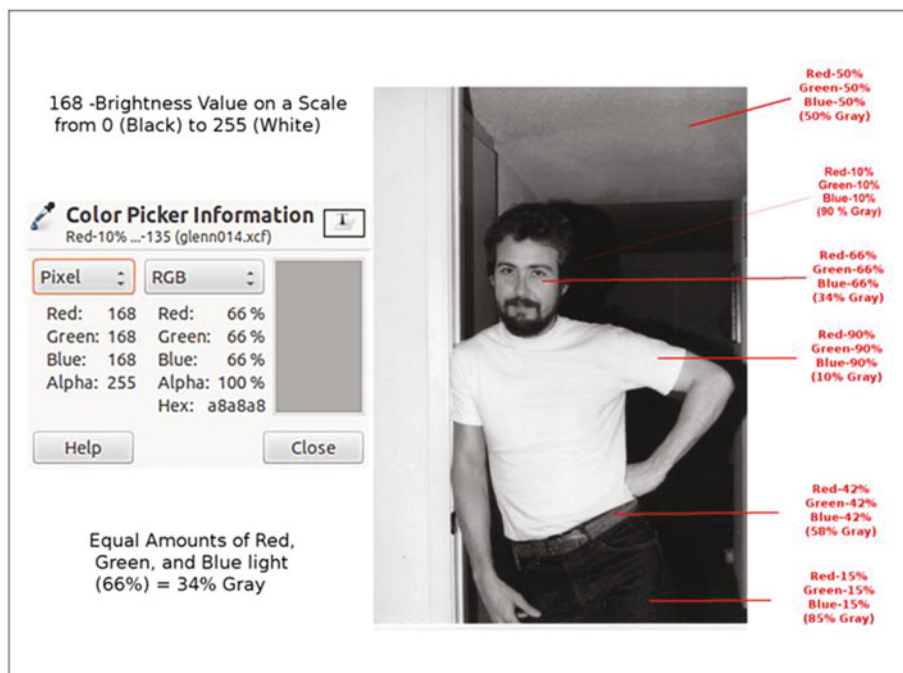 168 -Brightness Value on a Scale
from 0 (Black) to 255 (White)
Color Picker Information
Red-10% ...-135 (glenn014.xcf)
Pixel
RGB
Red: 168 Red: 66 %
Green: 168 Green: 66 %
Blue: 168 Blue: 66 %
Alpha: 255 Alpha: 100 %
Hex: a8a8a8
Help
Close
Equal Amounts of Red,
Green, and Blue light
(66%) = 34% Gray
Red-50%
Green-50%
Blue-50%
(50% Gray)
Red-10%
Green-10%
Blue-10%
(90 % Gray)
Red-66%
Green-66%
Blue-66%
(34% Gray)
Red-90%
Green-90%
Blue-90%
(10% Gray)
Red-42%
Green-42%
Blue-42%
(58% Gray)
Red-15%
Green-15%
Blue-15%
(85% Gray)